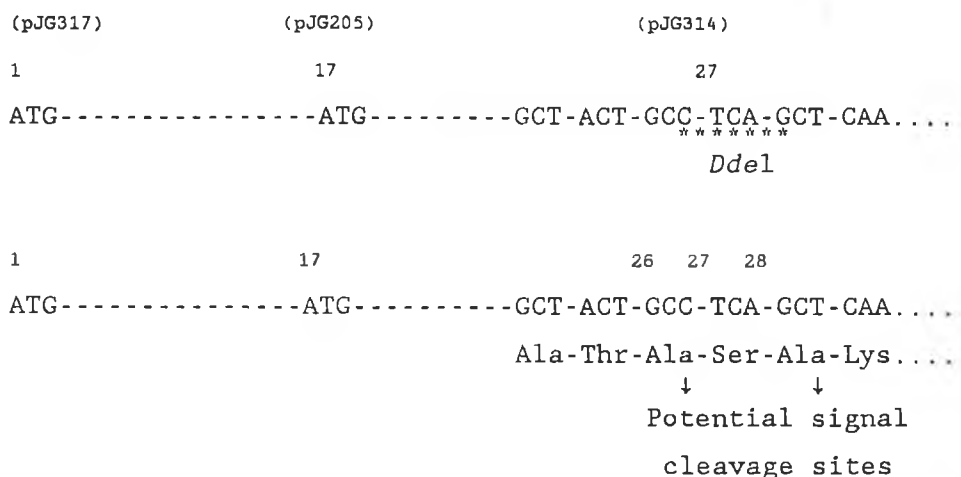 (pJG317) (pJG205) (pJG314)
1 17 27
ATG----------------ATG---------GCT-ACT-GCC-TCA-GCT-CAA....
*******
Dde1
1 17 26 27 28
ATG---------------ATG----------GCT-ACT-GCC-TCA-GCT-CAA....
Ala-Thr-Ala-Ser-Ala-Lys....
↓ ↓
Potential signal
cleavage sites